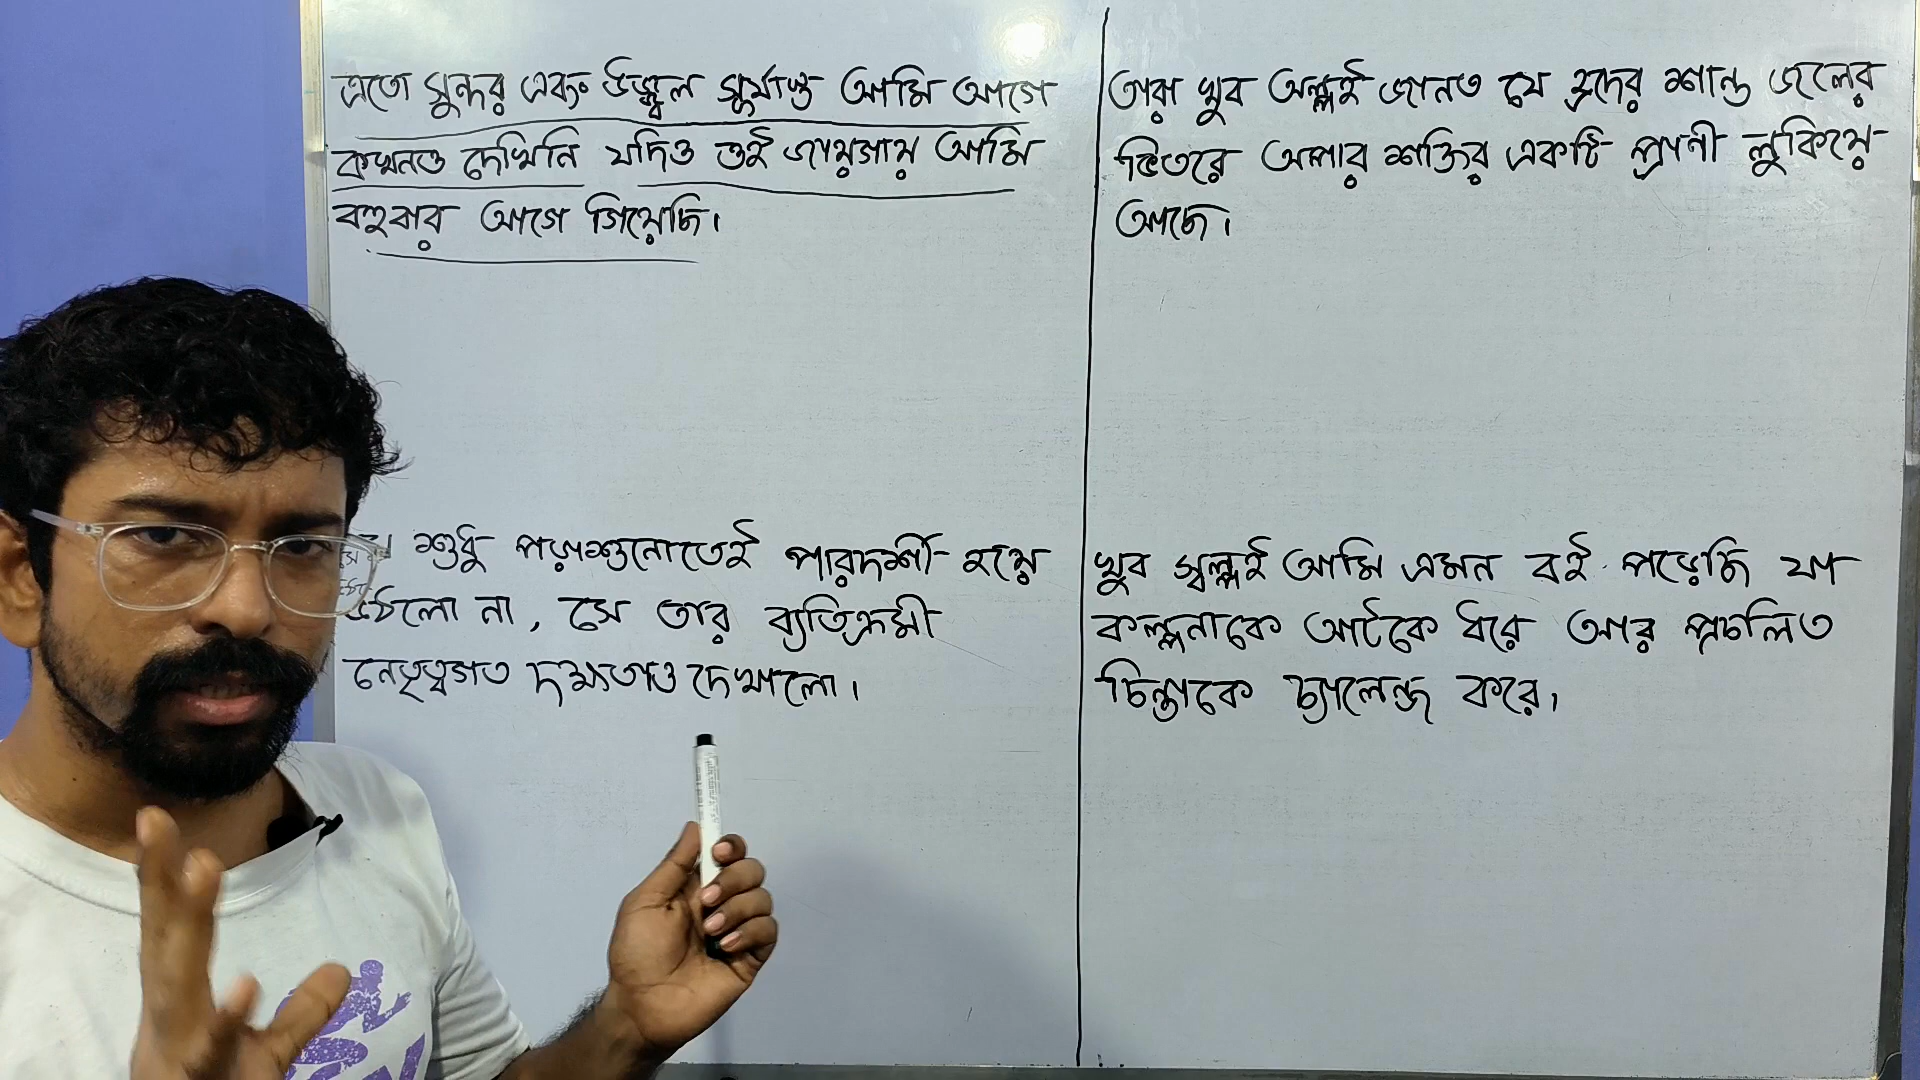 এতো সুন্দর এবং উজ্জ্বল সূর্যাস্ত আমি আগে
কখনও দেখিনি যদিও ওই জায়গায় আমি
বহুবার আগে গিয়েছি।
তারা খুব অল্পই জানত যে হ্রদের শান্ত জলের
ভিতরে অপার শক্তির একটি প্রাণী লুকিয়ে
আছে।
শুধু পড়াশুনোতেই পারদর্শী হয়ে
উঠলো না, সে তার ব্যতিক্রমী
নেতৃত্বগত দক্ষতাও দেখালো।
খুব স্বল্পই আমি এমন বই পড়েছি যা
কল্পনাকে আটকে ধরে আর প্রচলিত
চিন্তাকে চ্যালেঞ্জ করে।